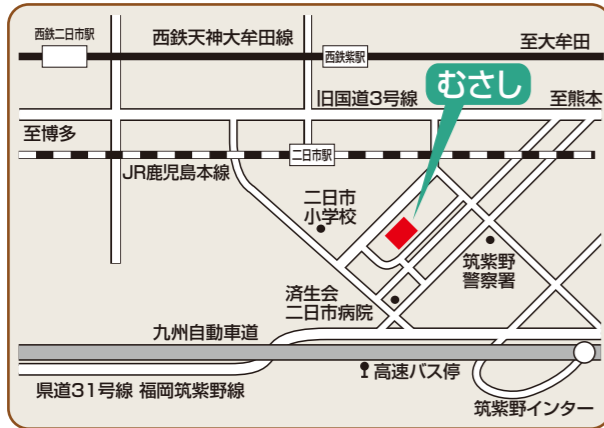 西鉄二日市駅
西鉄天神大牟田線
西鉄紫駅
至大牟田
むさし
旧国道3号線
至熊本
至博多
二日市駅
JR鹿児島本線
二日市
小学校
筑紫野
警察署
済生会
二日市病院
九州自動車道
高速バス停
県道31号線 福岡筑紫野線
筑紫野インター